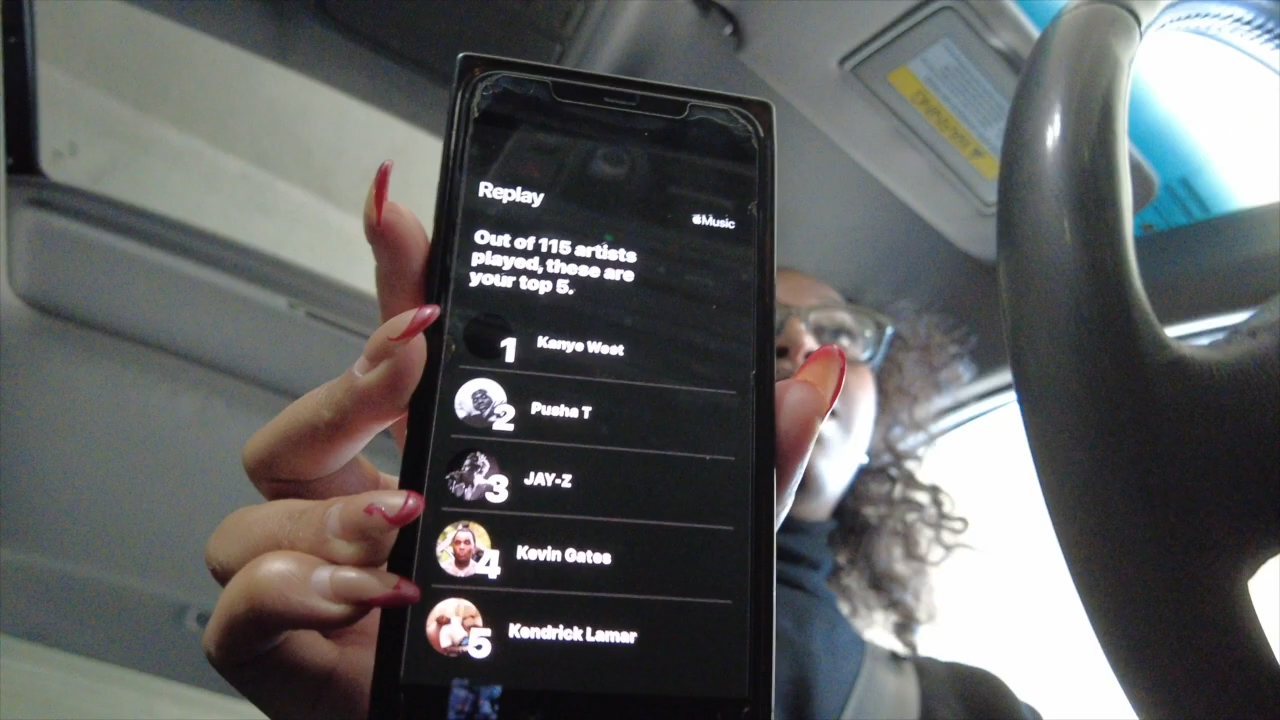 Replay
Music
Out of 115 artists
played, these are
your top 5.
1 Kanye West
2 Pusha T
3 JAY-Z
4 Kevin Gates
5 Kendrick Lamar
WARNING